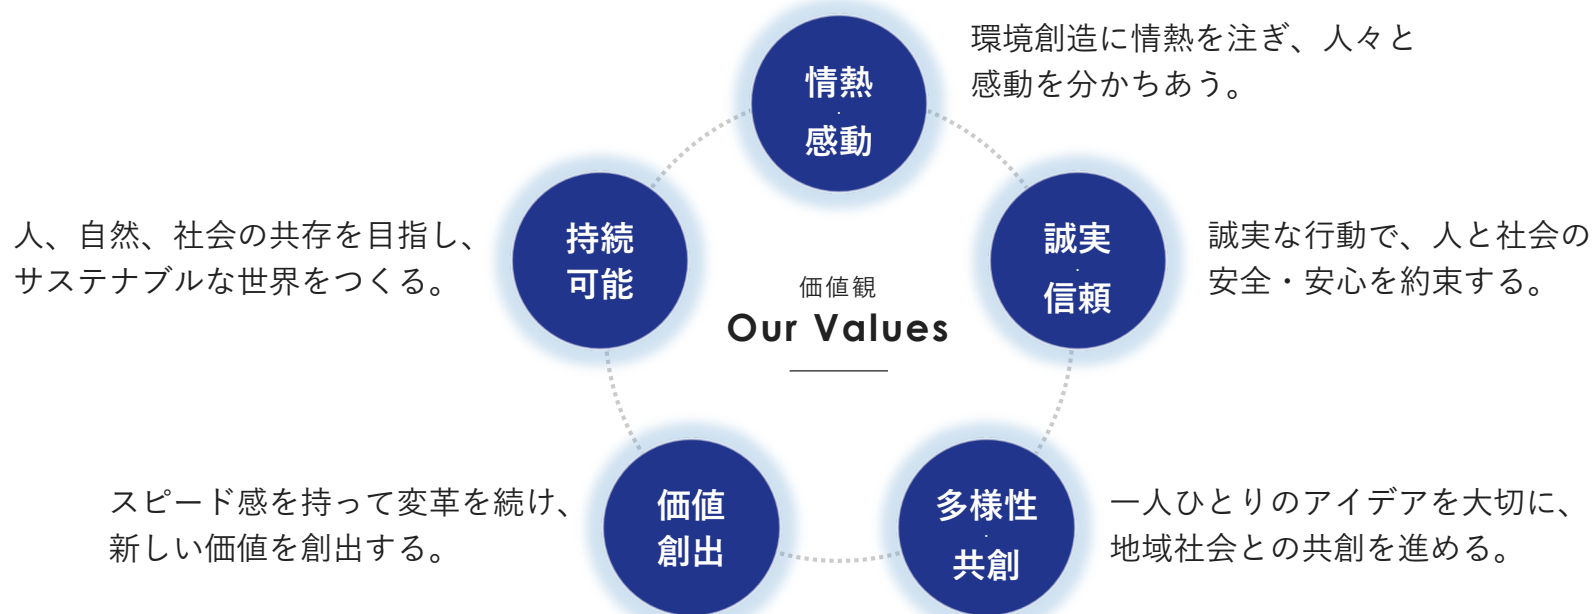 価値観
Our Values
情熱
・
感動
環境創造に情熱を注ぎ、人々と
感動を分かちあう。
誠実
・
信頼
誠実な行動で、人と社会の
安全・安心を約束する。
多様性
・
共創
一人ひとりのアイデアを大切に、
地域社会との共創を進める。
価値
創出
スピード感を持って変革を続け、
新しい価値を創出する。
持続
可能
人、自然、社会の共存を目指し、
サステナブルな世界をつくる。